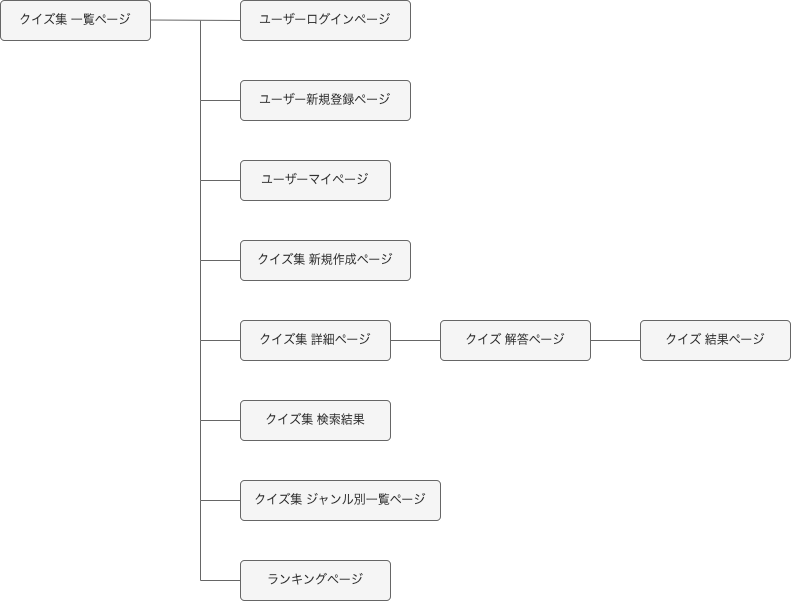 クイズ集 一覧ページ
ユーザーログインページ
ユーザー新規登録ページ
ユーザーマイページ
クイズ集 新規作成ページ
クイズ集 詳細ページ
クイズ 解答ページ
クイズ 結果ページ
クイズ集 検索結果
クイズ集 ジャンル別一覧ページ
ランキングページ